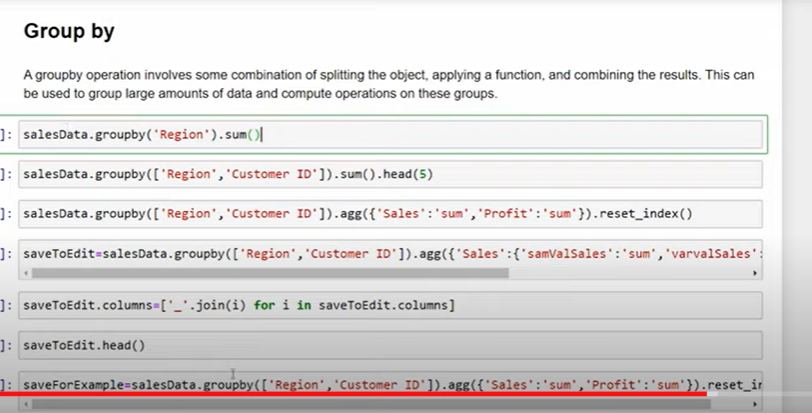 Group by
A groupby operation involves some combination of splitting the object, applying a function, and combining the results. This can
be used to group large amounts of data and compute operations on these groups.
]: salesData.groupby('Region').sum()
]: salesData.groupby(['Region','Customer ID']).sum().head(5)
]: salesData.groupby(['Region','Customer ID']).agg({'Sales':'sum','Profit':'sum'}).reset_index()
]: saveToEdit=salesData.groupby(['Region','Customer ID']).agg({'Sales':{'samValSales':'sum','varvalSales':
]: saveToEdit.columns=['_'.join(i) for i in saveToEdit.columns]
]: saveToEdit.head()
]: saveForExample=salesData.groupby(['Region','Customer ID']).agg({'Sales':'sum','Profit':'sum'}).reset_in